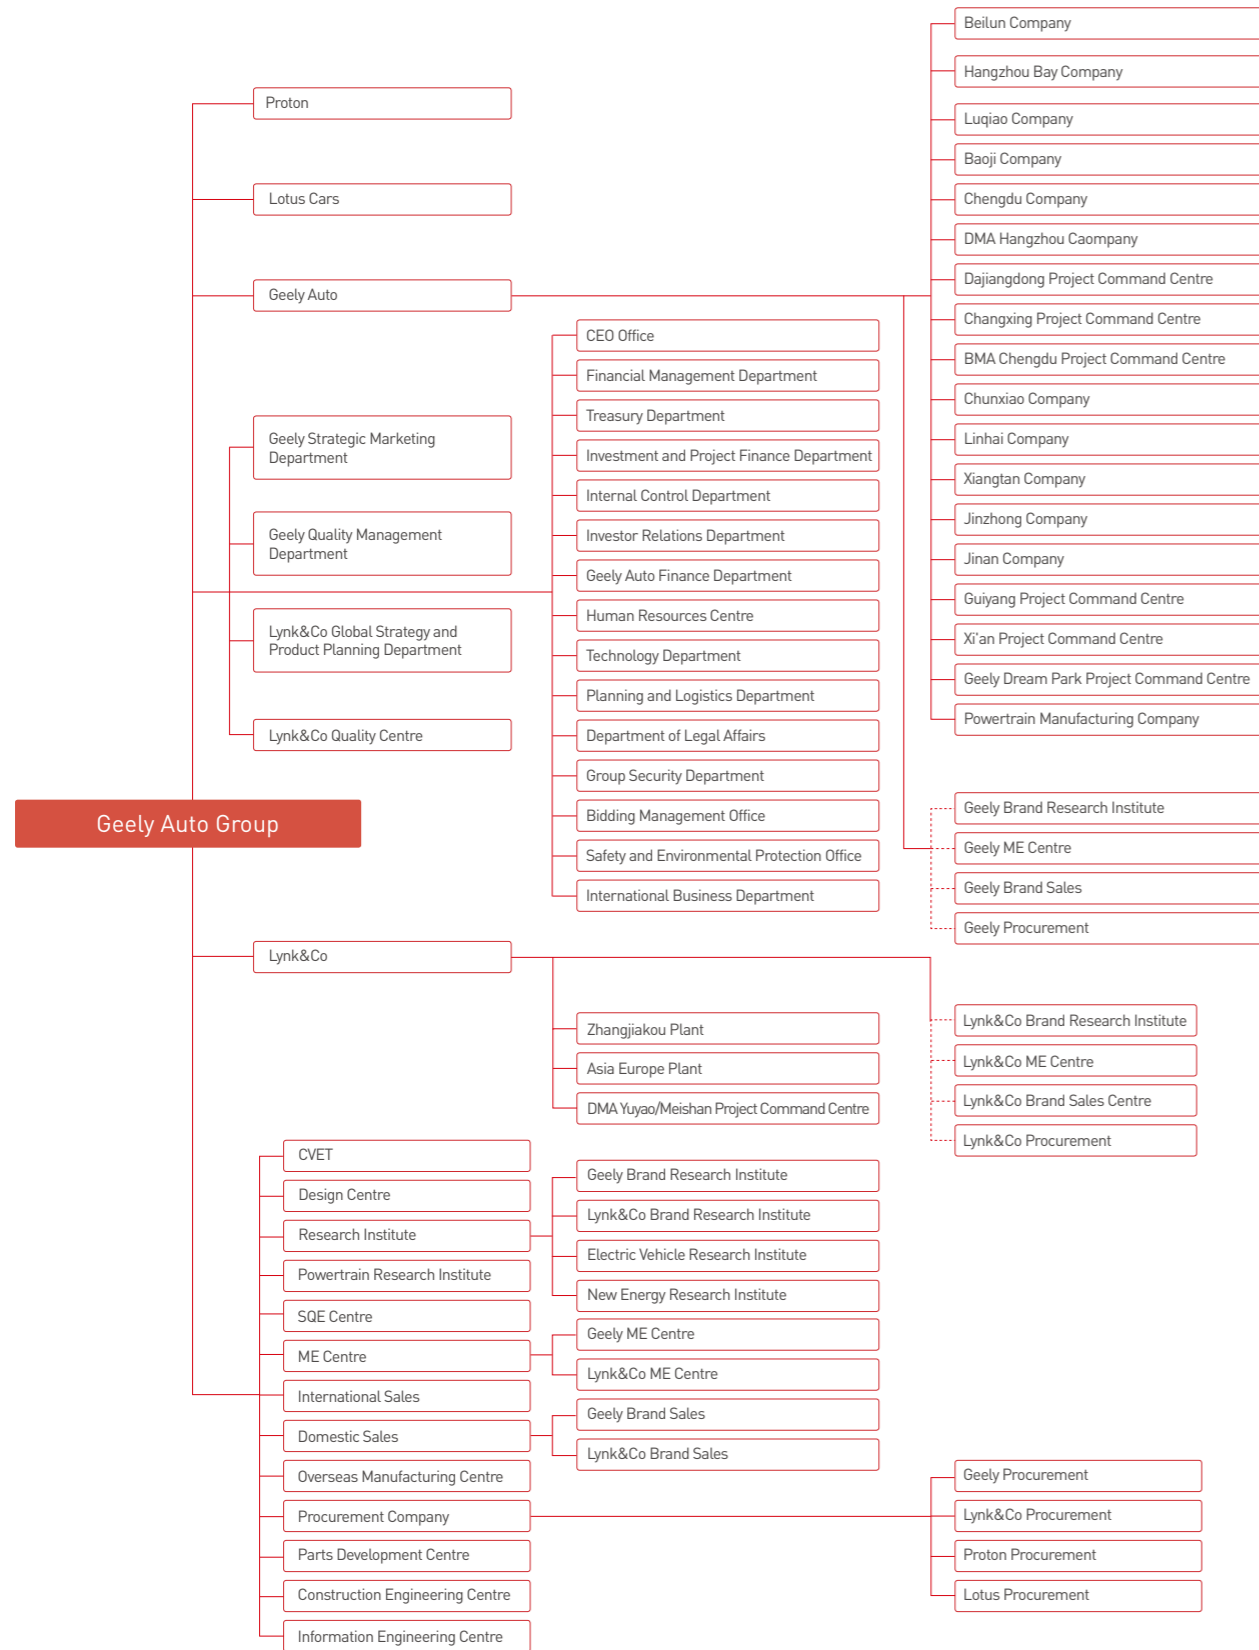 Geely Auto Group
Proton
Lotus Cars
Geely Auto
Beilun Company
Hangzhou Bay Company
Luqiao Company
Baoji Company
Chengdu Company
DMA Hangzhou Caompany
Dajiangdong Project Command Centre
Changxing Project Command Centre
BMA Chengdu Project Command Centre
Chunxiao Company
Linhai Company
Xiangtan Company
Jinzhong Company
Jinan Company
Guiyang Project Command Centre
Xi'an Project Command Centre
Geely Dream Park Project Command Centre
Powertrain Manufacturing Company
Geely Brand Research Institute
Geely ME Centre
Geely Brand Sales
Geely Procurement
Geely Strategic Marketing
Department
Geely Quality Management
Department
Lynk&Co Global Strategy and
Product Planning Department
Lynk&Co Quality Centre
CEO Office
Financial Management Department
Treasury Department
Investment and Project Finance Department
Internal Control Department
Investor Relations Department
Geely Auto Finance Department
Human Resources Centre
Technology Department
Planning and Logistics Department
Department of Legal Affairs
Group Security Department
Bidding Management Office
Safety and Environmental Protection Office
International Business Department
Lynk&Co
Zhangjiakou Plant
Asia Europe Plant
DMA Yuyao/Meishan Project Command Centre
Lynk&Co Brand Research Institute
Lynk&Co ME Centre
Lynk&Co Brand Sales Centre
Lynk&Co Procurement
CVET
Design Centre
Research Institute
Powertrain Research Institute
SQE Centre
ME Centre
International Sales
Domestic Sales
Overseas Manufacturing Centre
Procurement Company
Parts Development Centre
Construction Engineering Centre
Information Engineering Centre
Geely Brand Research Institute
Lynk&Co Brand Research Institute
Electric Vehicle Research Institute
New Energy Research Institute
Geely ME Centre
Lynk&Co ME Centre
Geely Brand Sales
Lynk&Co Brand Sales
Geely Procurement
Lynk&Co Procurement
Proton Procurement
Lotus Procurement